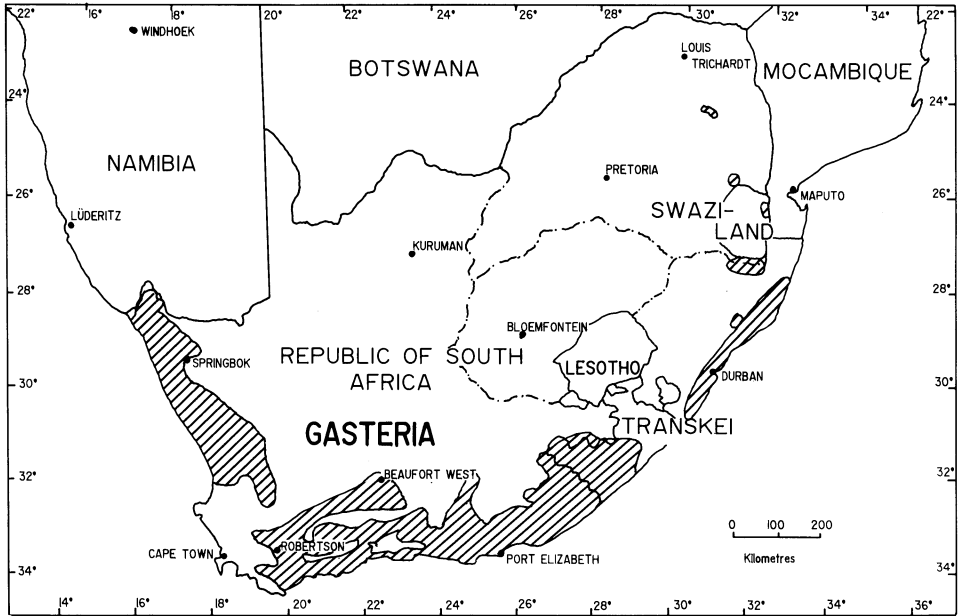 22° 16° 18° 20° 22° 24° 26° 28° 30° 32° 22°
WINDHOEK
BOTSWANA
LOUIS
TRICHARDT
MOCAMBIQUE
24° 24°
NAMIBIA
PRETORIA
26° MAPUTO 26°
LÜDERITZ
SWAZI-
LAND
KURUMAN
28° 28°
BLOEMFONTEIN
REPUBLIC OF SOUTH
AFRICA
SPRINGBOK
LESOTHO
DURBAN
30° 30°
TRANSKEI
GASTERIA
32° BEAUFORT WEST 32°
0 100 200
Kilometres
CAPE TOWN
ROBERTSON
PORT ELIZABETH
34° 34°
14° 16° 18° 20° 22° 24° 26° 28° 30° 32° 34° 36°